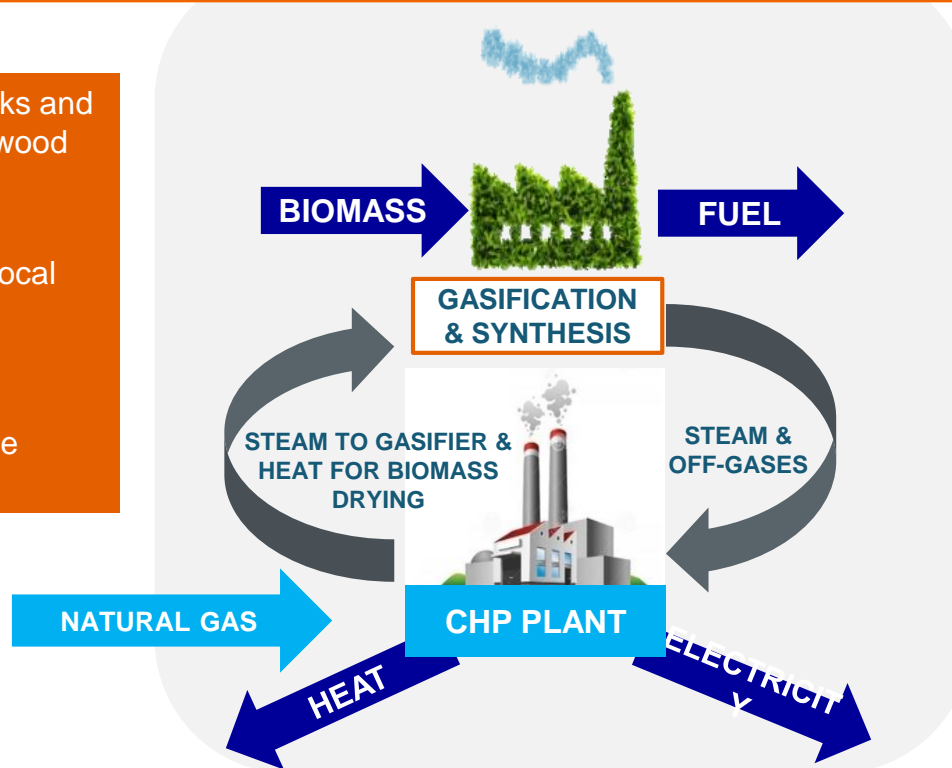 ks and
wood
ocal
e
BIOMASS
FUEL
GASIFICATION
& SYNTHESIS
STEAM TO GASIFIER &
HEAT FOR BIOMASS
DRYING
STEAM &
OFF-GASES
NATURAL GAS
CHP PLANT
HEAT
ELECTRICIT
Y